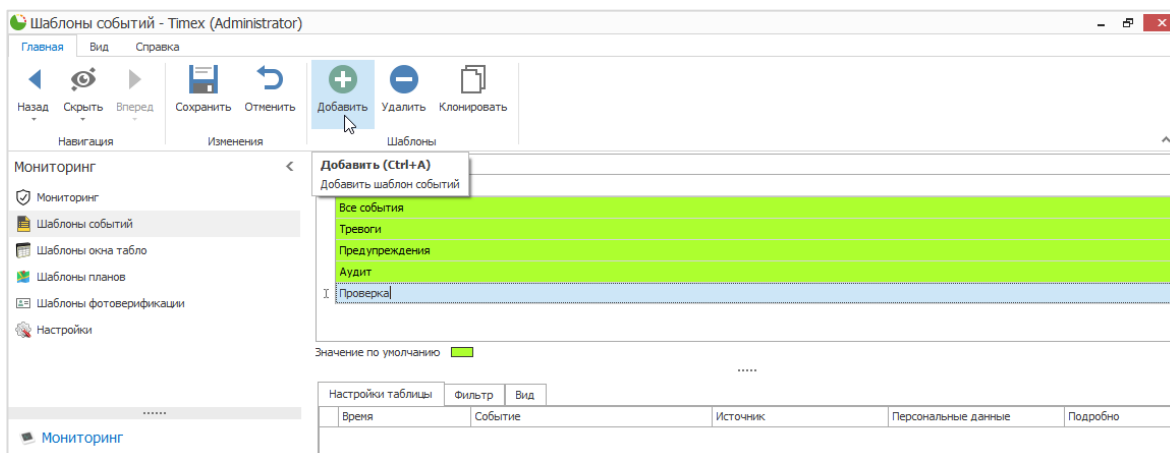 Шаблоны событий - Timex (Administrator)
Главная Вид Справка
Назад Скрыть Вперед Сохранить Отменить Добавить Удалить Клонировать
Навигация Изменения Шаблоны
Мониторинг
Мониторинг
Шаблоны событий
Шаблоны окна табло
Шаблоны планов
Шаблоны фотоверификации
Настройки
Мониторинг
Добавить (Ctrl+A)
Добавить шаблон событий
Все события
Тревоги
Предупреждения
Аудит
Проверка
Значение по умолчанию
Настройки таблицы Фильтр Вид
Время Событие Источник Персональные данные Подробно